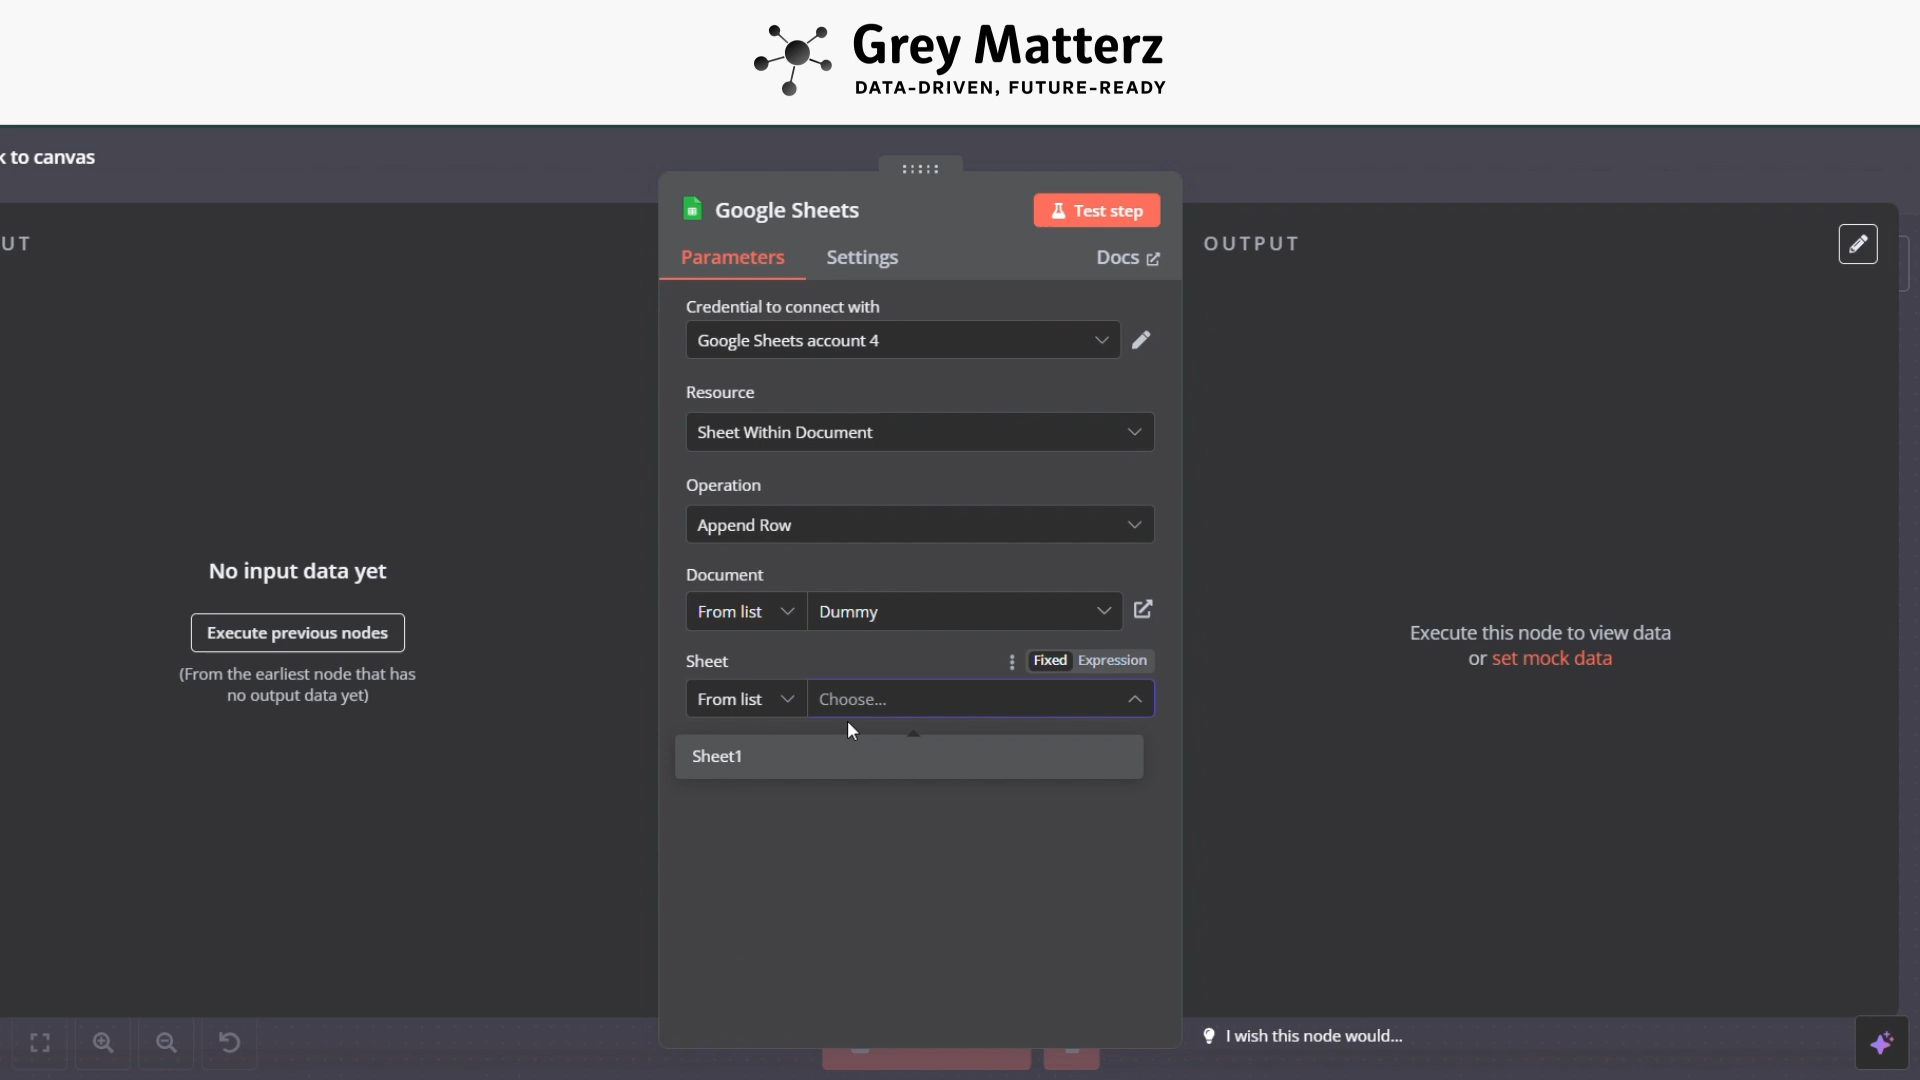 Grey Matterz
DATA-DRIVEN, FUTURE-READY
k to canvas
UT
No input data yet
Execute previous nodes
(From the earliest node that has
no output data yet)
Google Sheets
Test step
Parameters
Settings
Docs
Credential to connect with
Google Sheets account 4
Resource
Sheet Within Document
Operation
Append Row
Document
From list
Dummy
Sheet
Fixed
Expression
From list
Choose...
Sheet1
OUTPUT
Execute this node to view data
or set mock data
I wish this node would...